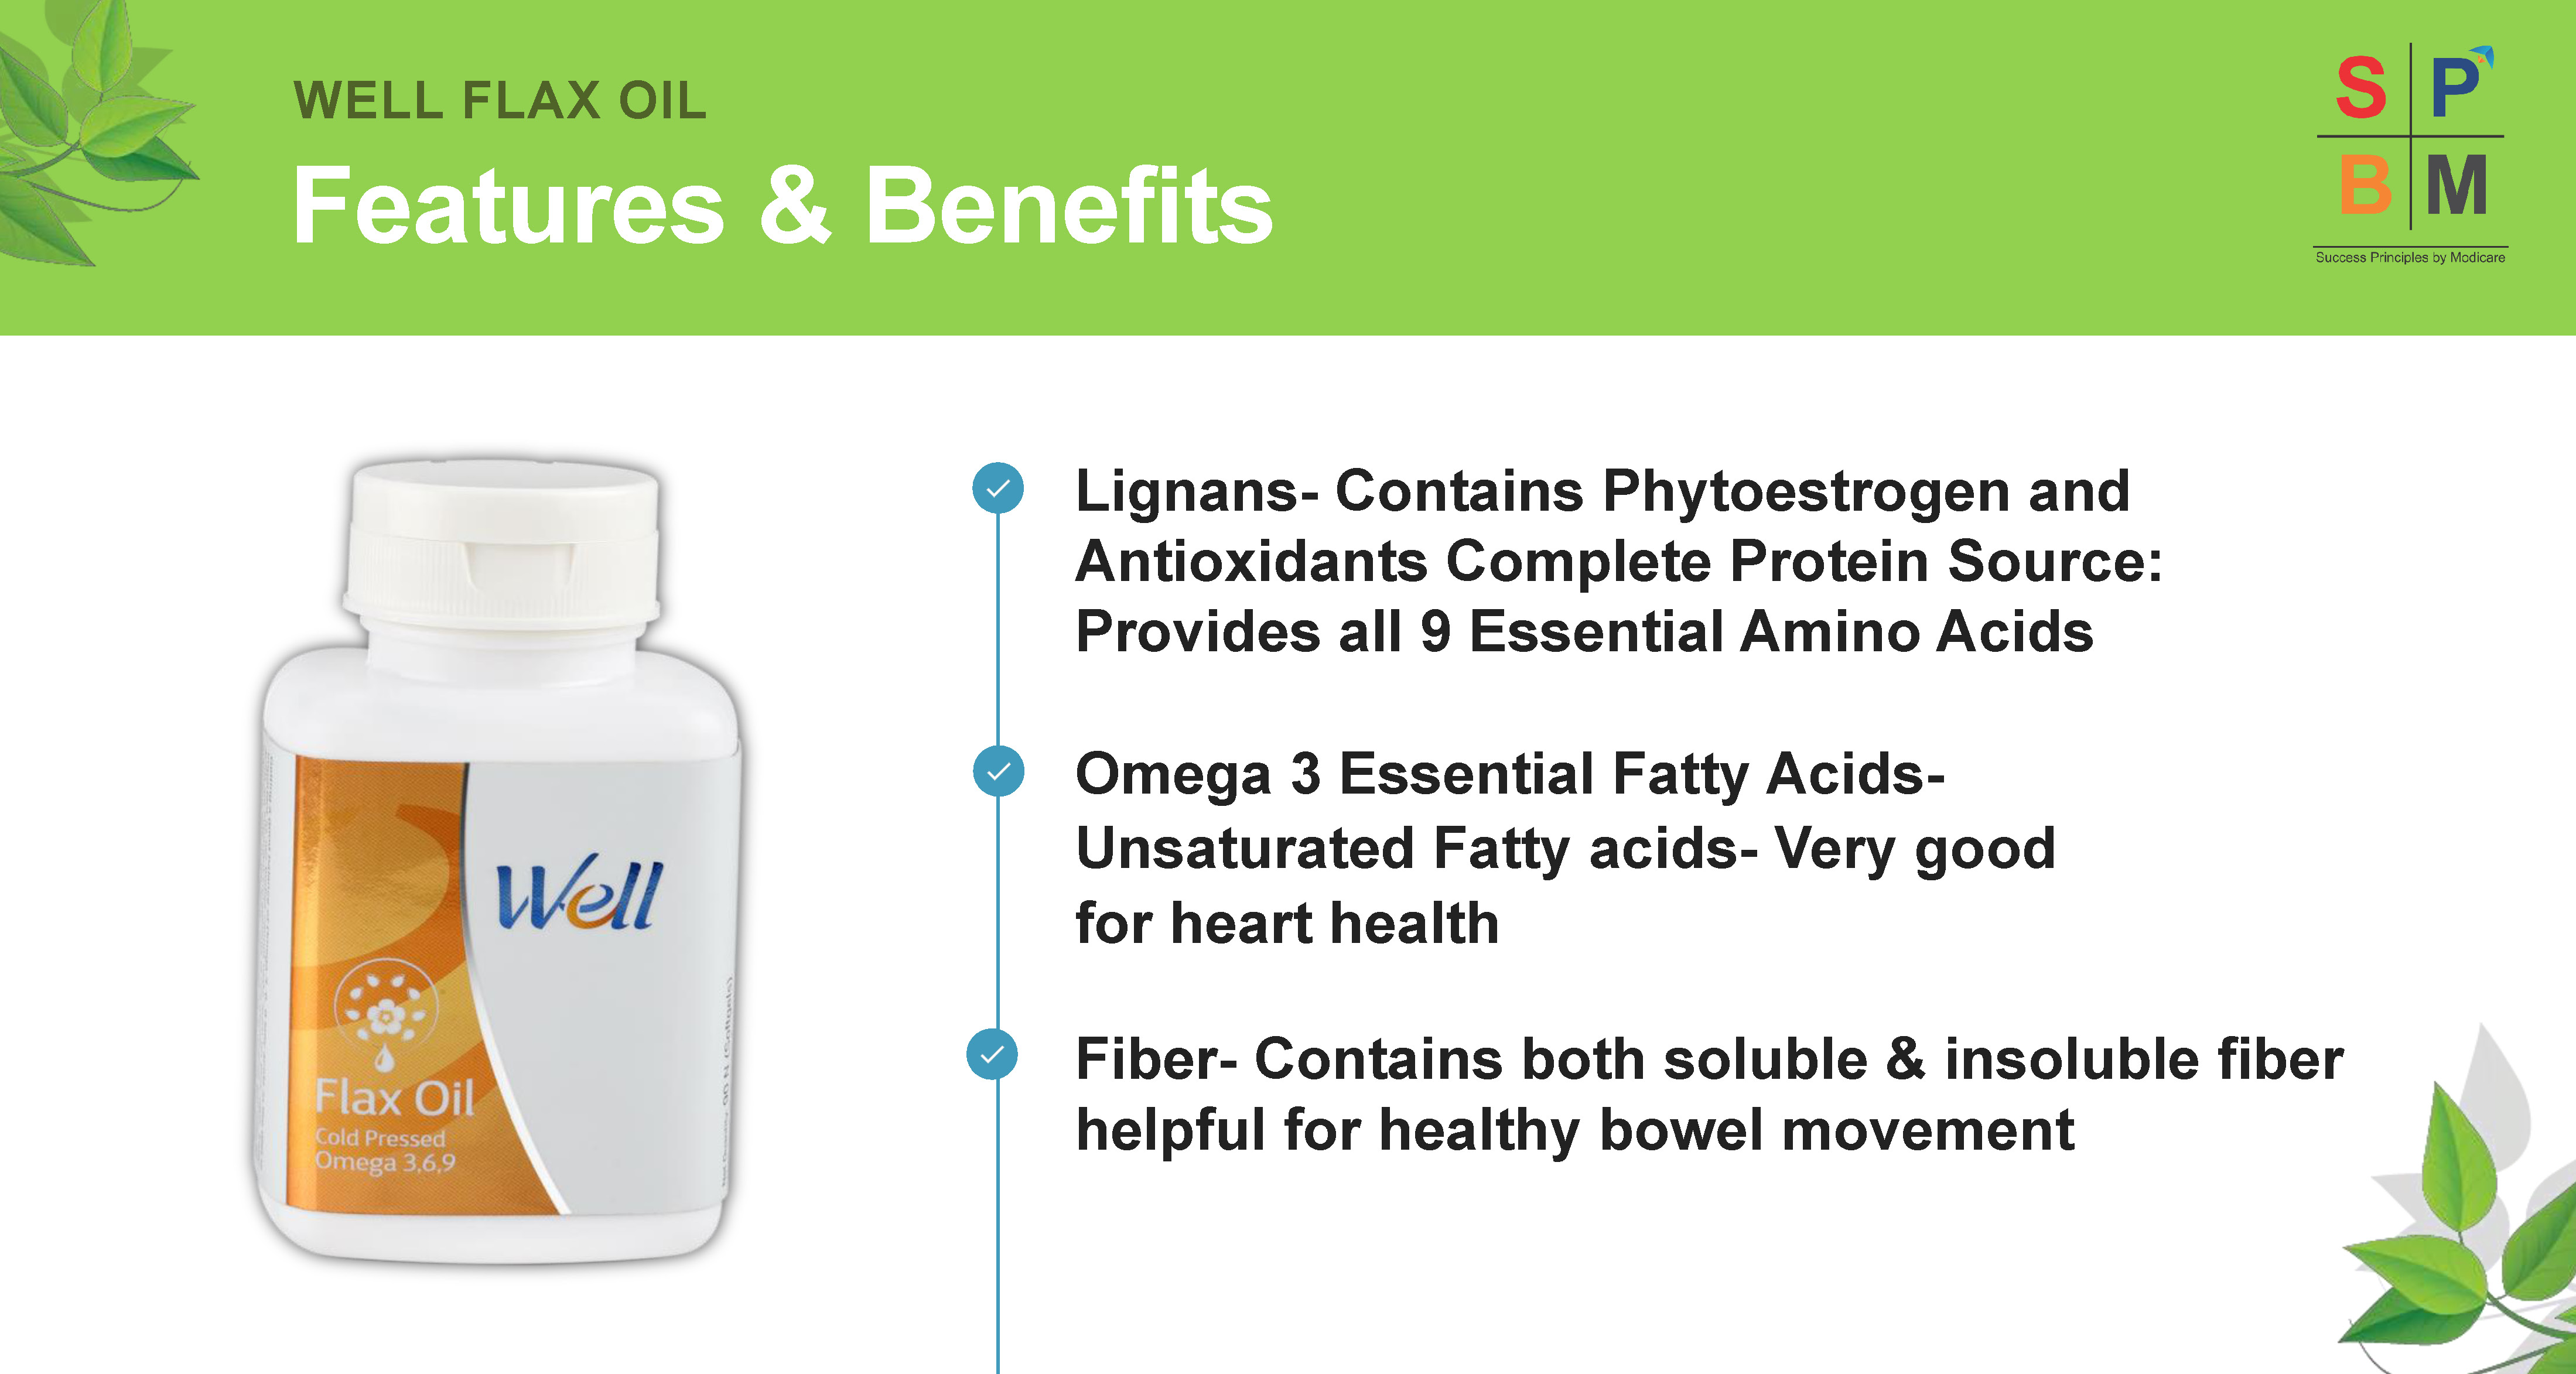 WELL FLAX OIL
Features & Benefits
S P
B M
Success Principles by Modicare
Lignans- Contains Phytoestrogen and
Antioxidants Complete Protein Source:
Provides all 9 Essential Amino Acids
Omega 3 Essential Fatty Acids-
Unsaturated Fatty acids- Very good
for heart health
Fiber- Contains both soluble & insoluble fiber
helpful for healthy bowel movement
Well
Flax Oil
Cold Pressed
Omega 3,6,9
90 N (Softgels)